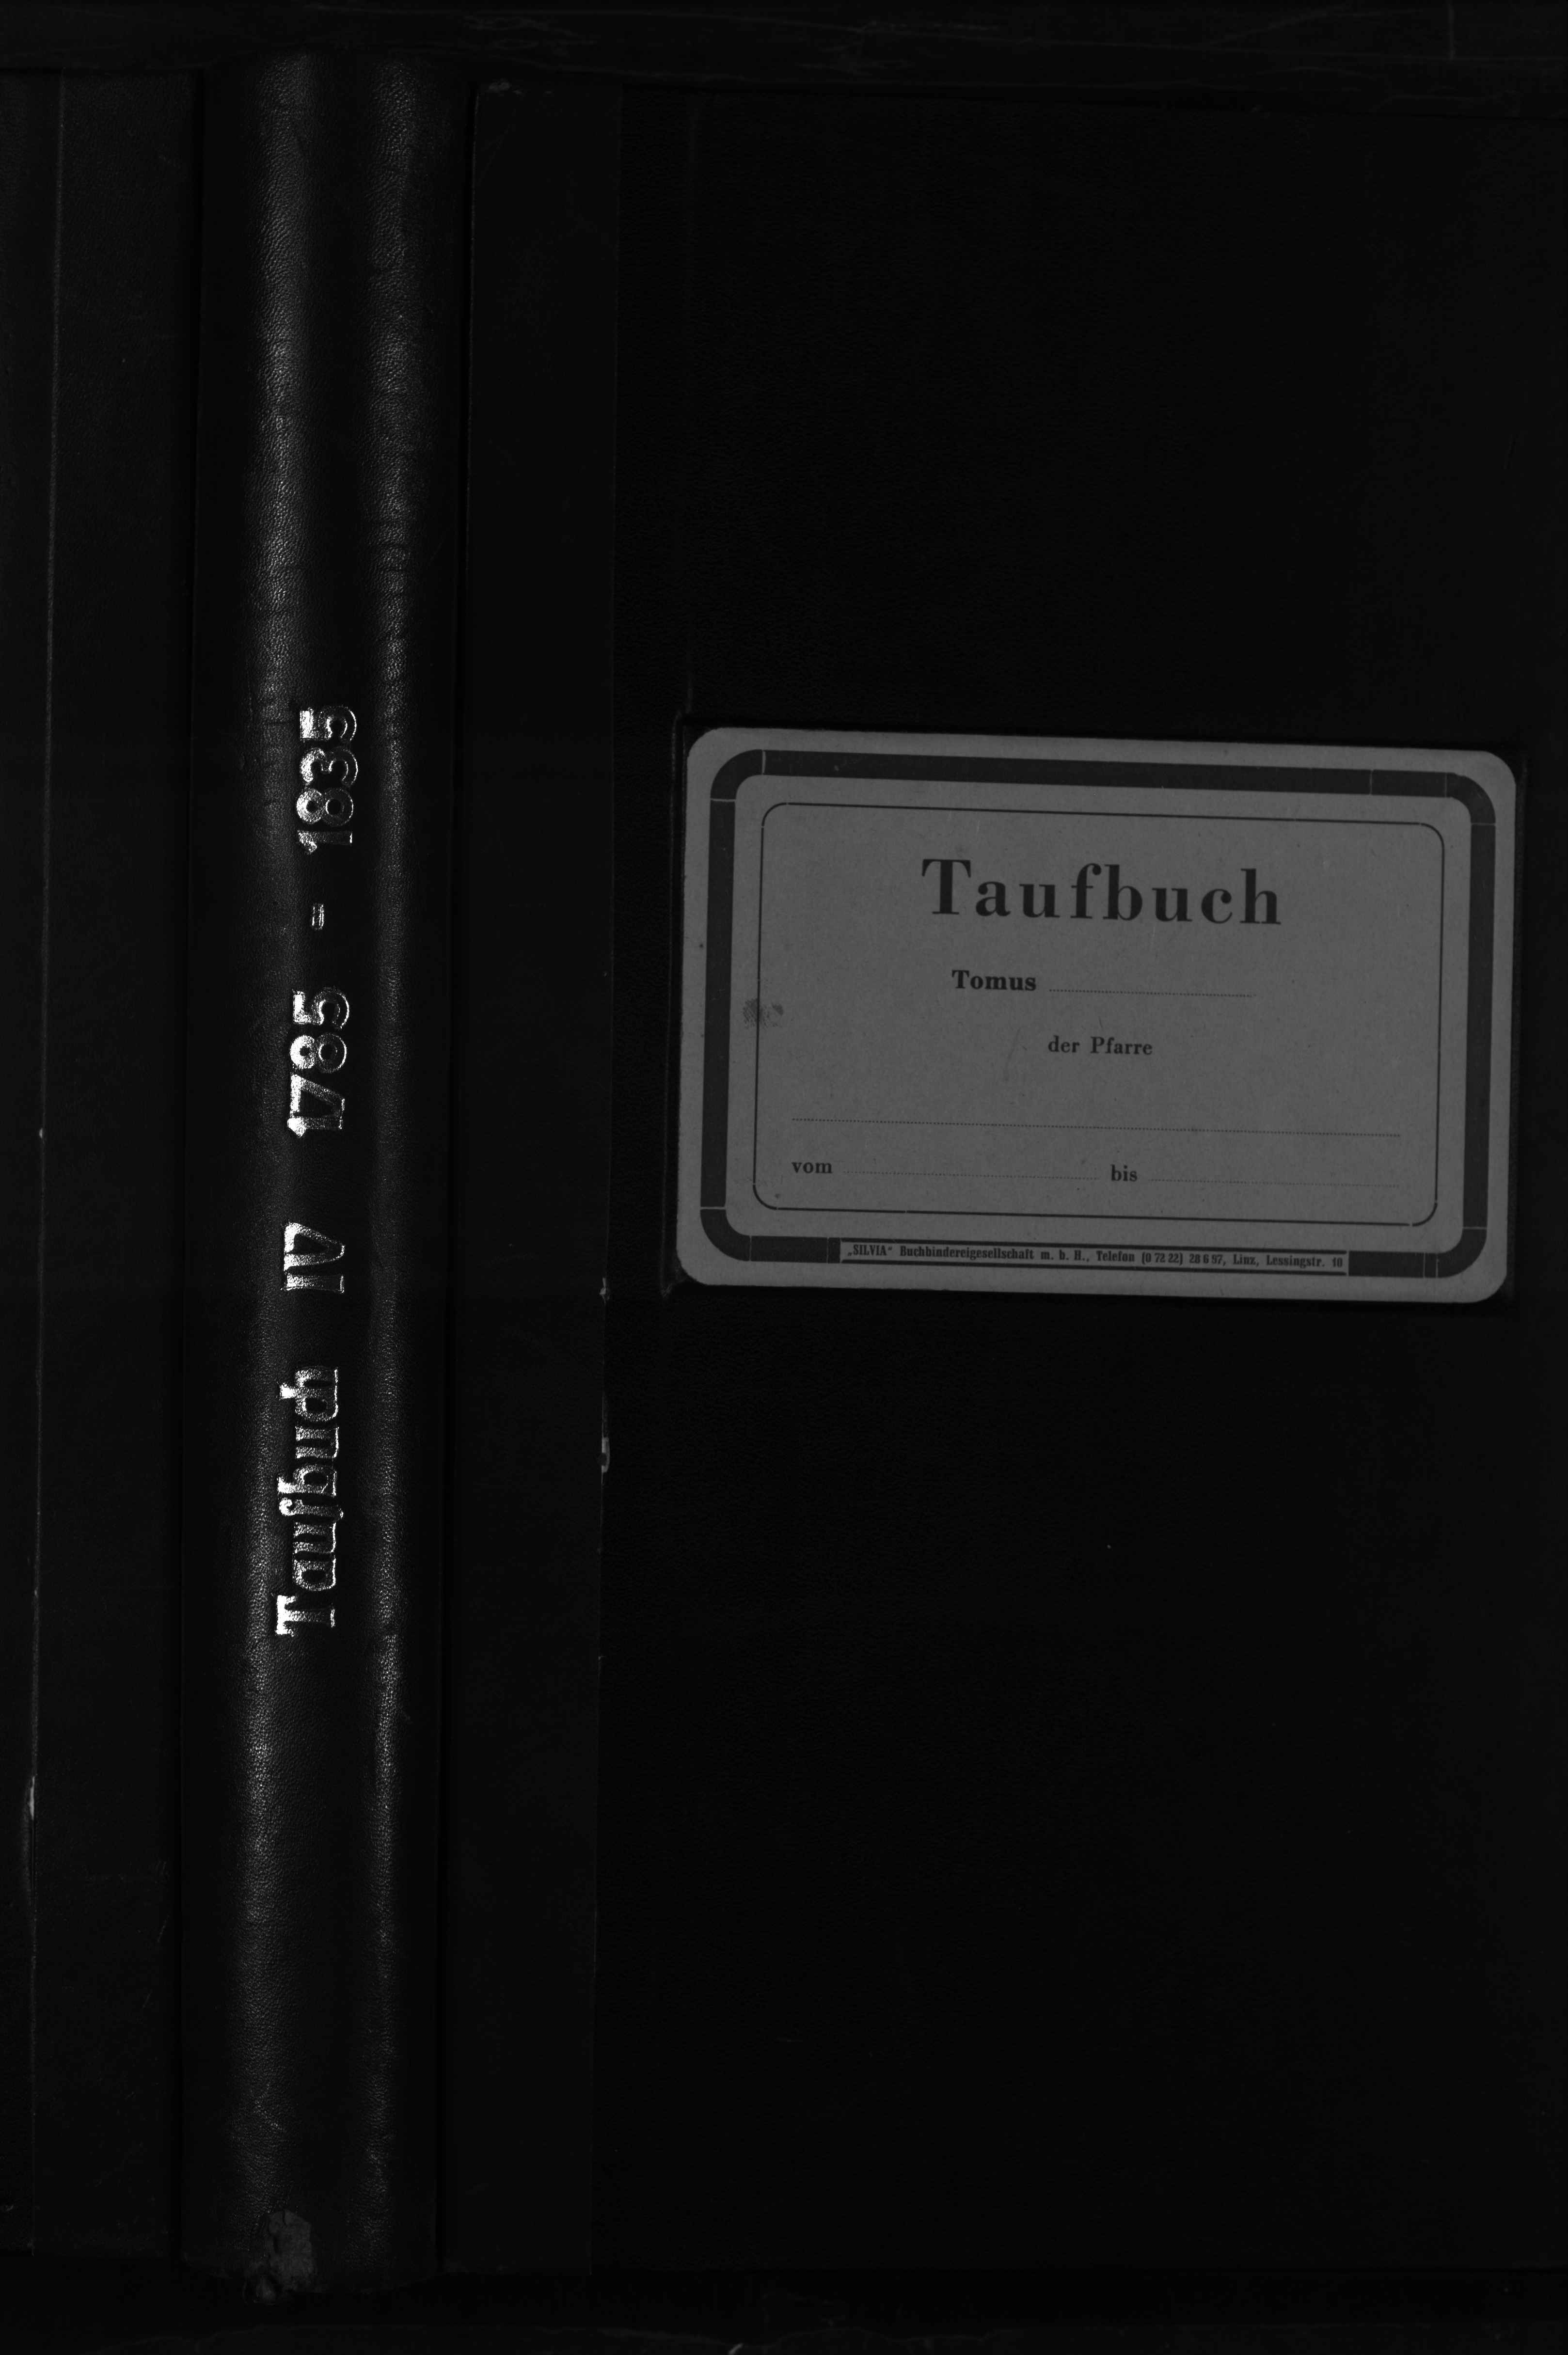 Taufbuch IV 1785 - 1835
Taufbuch
Tomus
der Pfarre
vom bis
„SILVIA“ Buchbindereigesellschaft m. b. H., Telefon (0 72 22) 28 6 97, Linz, Lessingstr. 10